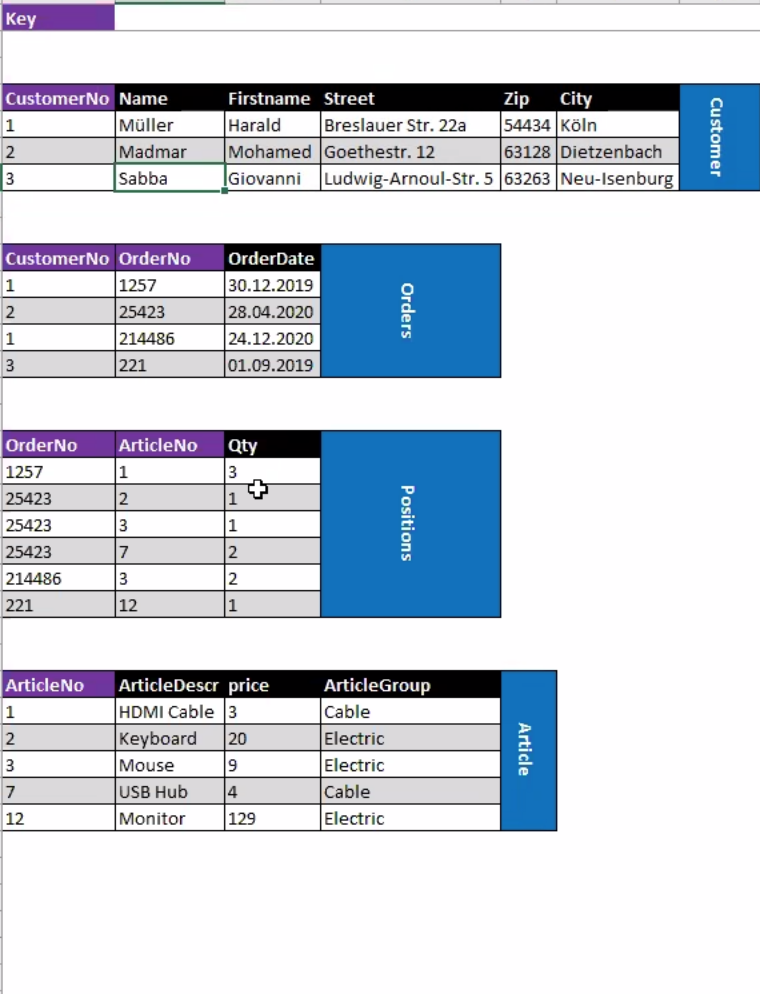 Key
CustomerNo Name Firstname Street Zip City
1 Müller Harald Breslauer Str. 22a 54434 Köln
2 Madmar Mohamed Goethestr. 12 63128 Dietzenbach
3 Sabba Giovanni Ludwig-Arnoul-Str. 5 63263 Neu-Isenburg
Customer
CustomerNo OrderNo OrderDate
1 1257 30.12.2019
2 25423 28.04.2020
1 214486 24.12.2020
3 221 01.09.2019
Orders
OrderNo ArticleNo Qty
1257 1 3
25423 2 1
25423 3 1
25423 7 2
214486 3 2
221 12 1
Positions
ArticleNo ArticleDescr price ArticleGroup
1 HDMI Cable 3 Cable
2 Keyboard 20 Electric
3 Mouse 9 Electric
7 USB Hub 4 Cable
12 Monitor 129 Electric
Article